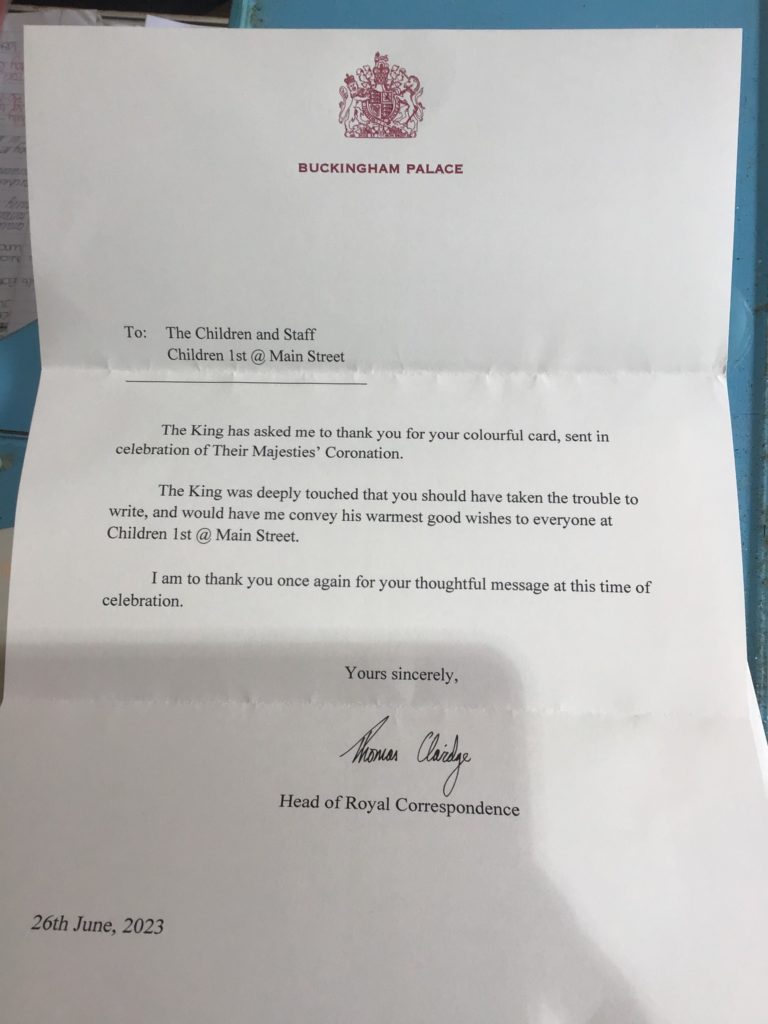 BUCKINGHAM PALACE
To: The Children and Staff
Children 1st @ Main Street
The King has asked me to thank you for your colourful card, sent in
celebration of Their Majesties' Coronation.
The King was deeply touched that you should have taken the trouble to
write, and would have me convey his warmest good wishes to everyone at
Children 1st @ Main Street.
I am to thank you once again for your thoughtful message at this time of
celebration.
Yours sincerely,
Thomas Claridge
Head of Royal Correspondence
26th June, 2023